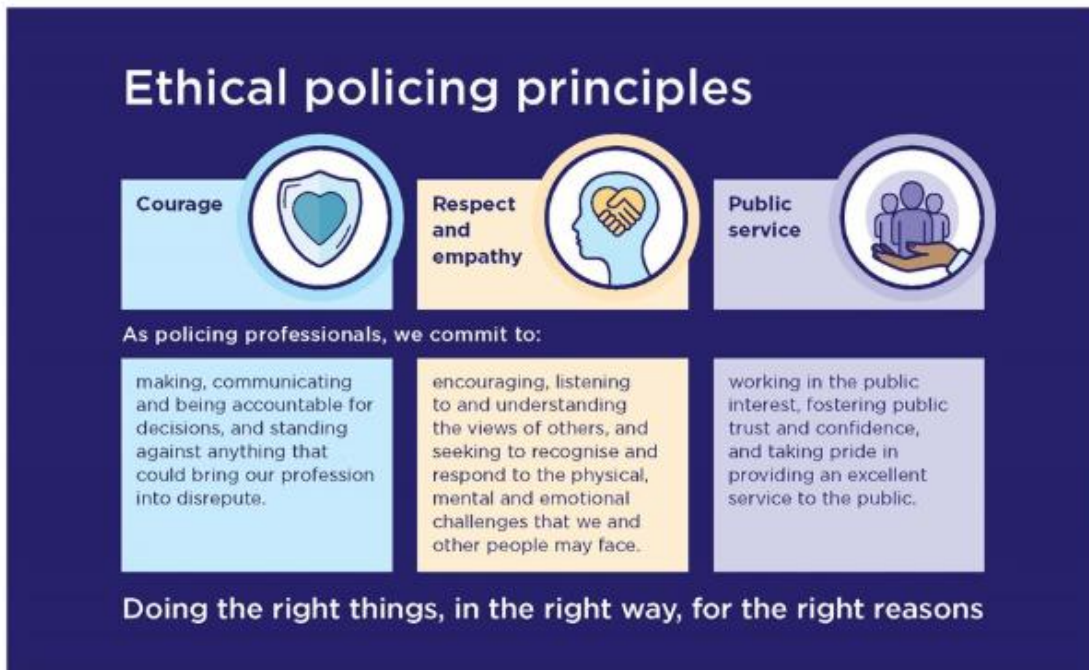 Ethical policing principles
Courage
Respect
and
empathy
Public
service
As policing professionals, we commit to:
making, communicating
and being accountable for
decisions, and standing
against anything that
could bring our profession
into disrepute.
encouraging, listening
to and understanding
the views of others, and
seeking to recognise and
respond to the physical,
mental and emotional
challenges that we and
other people may face.
working in the public
interest, fostering public
trust and confidence,
and taking pride in
providing an excellent
service to the public.
Doing the right things, in the right way, for the right reasons